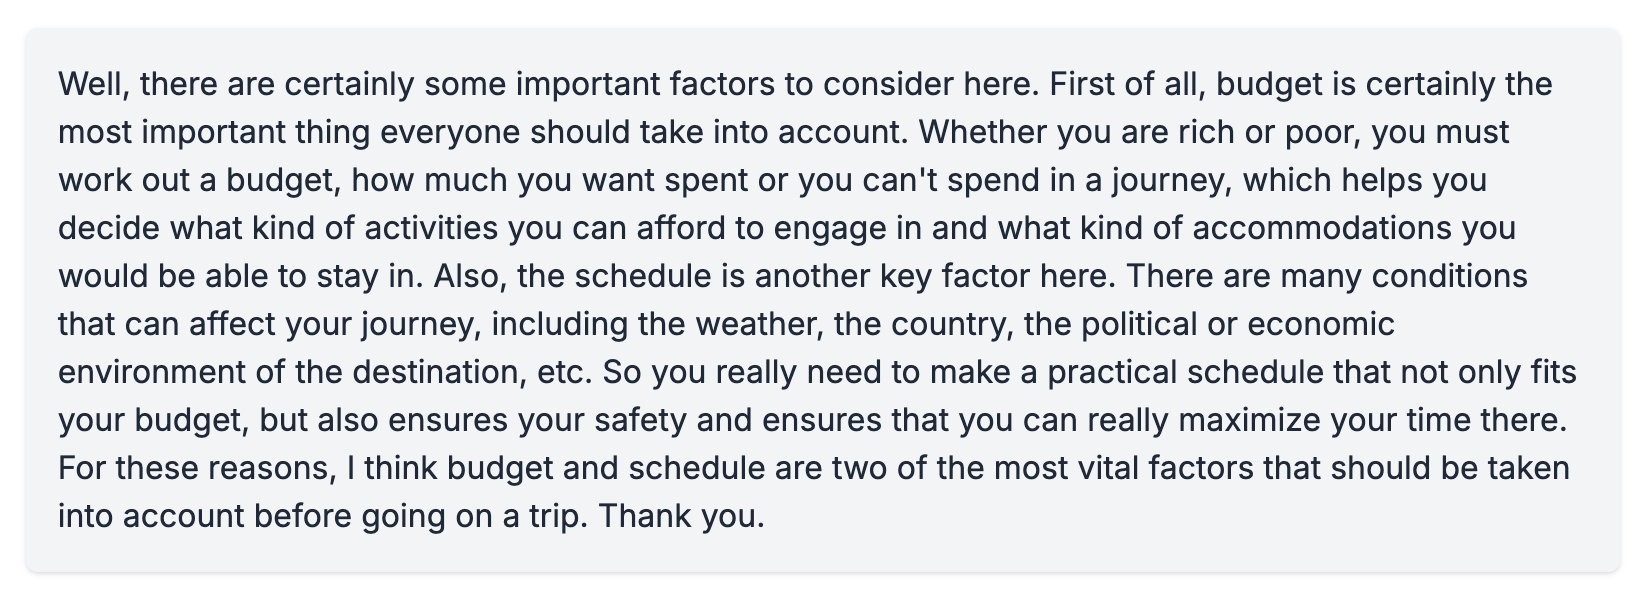 Well, there are certainly some important factors to consider here. First of all, budget is certainly the
most important thing everyone should take into account. Whether you are rich or poor, you must
work out a budget, how much you want spent or you can't spend in a journey, which helps you
decide what kind of activities you can afford to engage in and what kind of accommodations you
would be able to stay in. Also, the schedule is another key factor here. There are many conditions
that can affect your journey, including the weather, the country, the political or economic
environment of the destination, etc. So you really need to make a practical schedule that not only fits
your budget, but also ensures your safety and ensures that you can really maximize your time there.
For these reasons, I think budget and schedule are two of the most vital factors that should be taken
into account before going on a trip. Thank you.